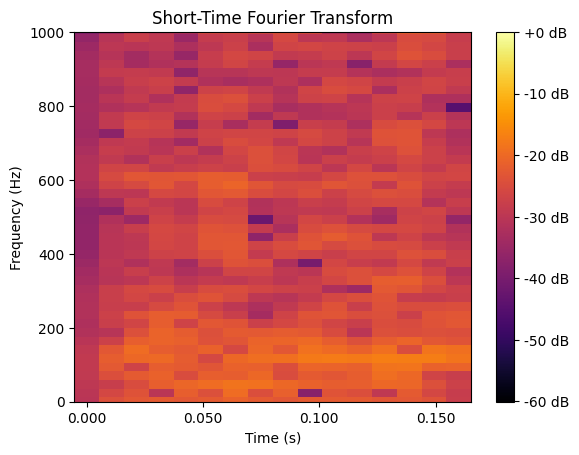 Short-Time Fourier Transform
1000
800
600
400
200
0
Frequency (Hz)
0.000
0.050
0.100
0.150
Time (s)
+0 dB
-10 dB
-20 dB
-30 dB
-40 dB
-50 dB
-60 dB